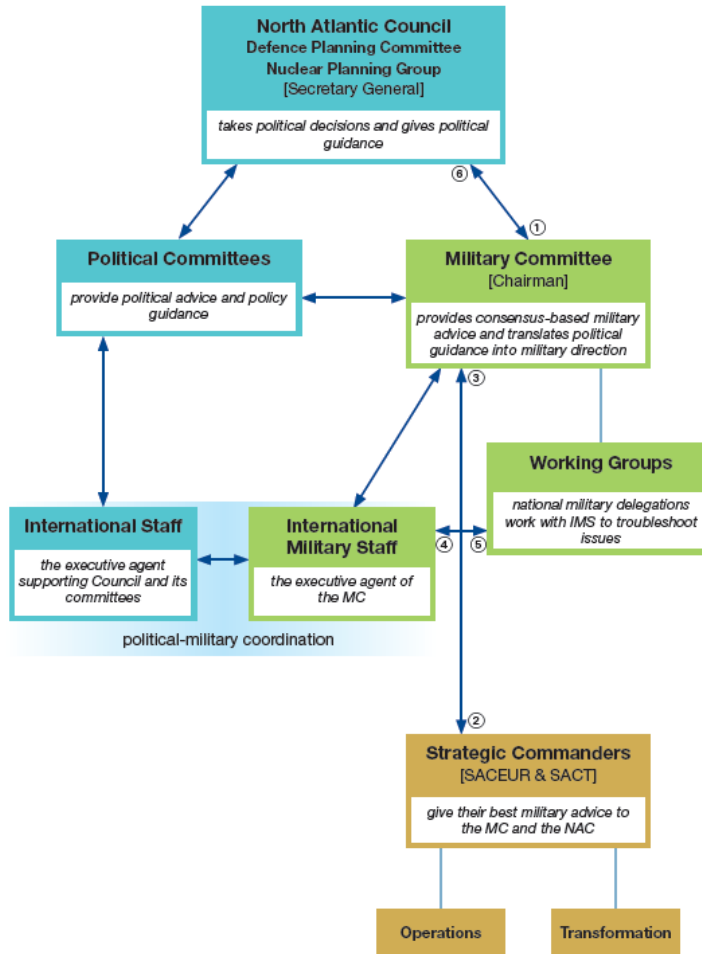 North Atlantic Council
Defence Planning Committee
Nuclear Planning Group
[Secretary General]
takes political decisions and gives political
guidance
⑥
①
Political Committees
provide political advice and policy
guidance
Military Committee
[Chairman]
provides consensus-based military
advice and translates political
guidance into military direction
③
Working Groups
national military delegations
work with IMS to troubleshoot
issues
International Staff
the executive agent
supporting Council and its
committees
International
Military Staff
the executive agent of
the MC
④
⑤
political-military coordination
②
Strategic Commanders
[SACEUR & SACT]
give their best military advice to
the MC and the NAC
Operations
Transformation